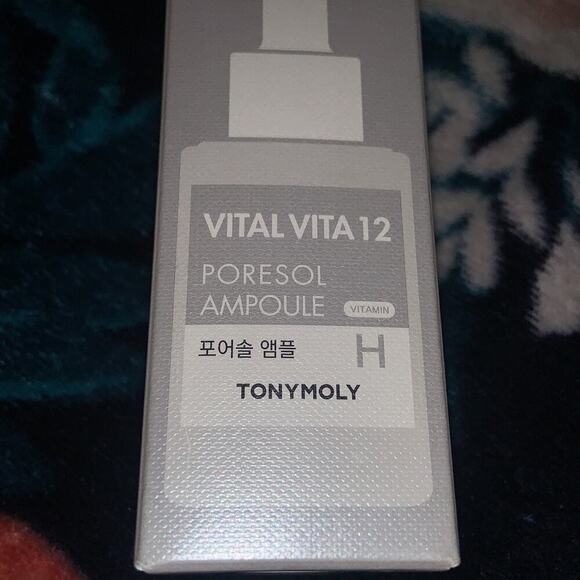 VITAL VITA 12
PORESOL
AMPOULE VITAMIN
포어솔 앰플 H
TONYMOLY